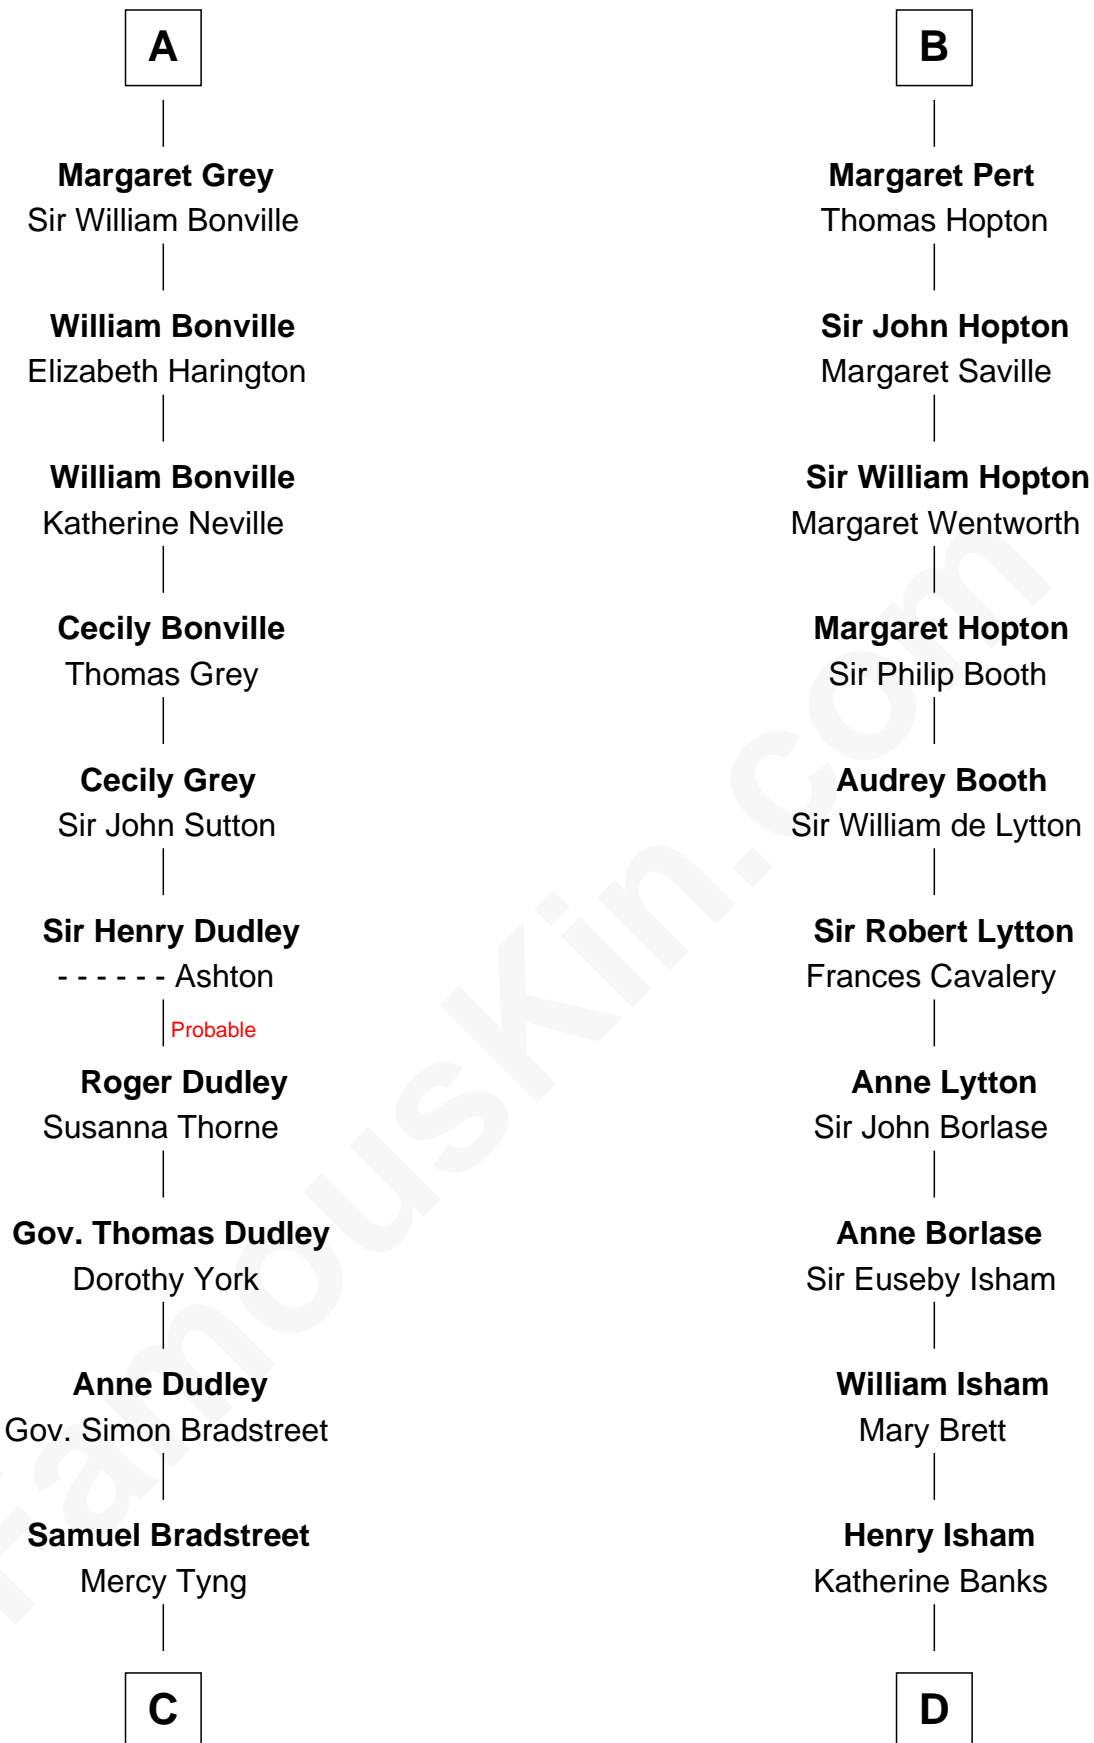 A
Margaret Grey
Sir William Bonville
William Bonville
Elizabeth Harington
William Bonville
Katherine Neville
Cecily Bonville
Thomas Grey
Cecily Grey
Sir John Sutton
Sir Henry Dudley
- - - - - - Ashton
Probable
Roger Dudley
Susanna Thorne
Gov. Thomas Dudley
Dorothy York
Anne Dudley
Gov. Simon Bradstreet
Samuel Bradstreet
Mercy Tyng
C
B
Margaret Pert
Thomas Hopton
Sir John Hopton
Margaret Saville
Sir William Hopton
Margaret Wentworth
Margaret Hopton
Sir Philip Booth
Audrey Booth
Sir William de Lytton
Sir Robert Lytton
Frances Cavalery
Anne Lytton
Sir John Borlase
Anne Borlase
Sir Euseby Isham
William Isham
Mary Brett
Henry Isham
Katherine Banks
D
FamousKin.com